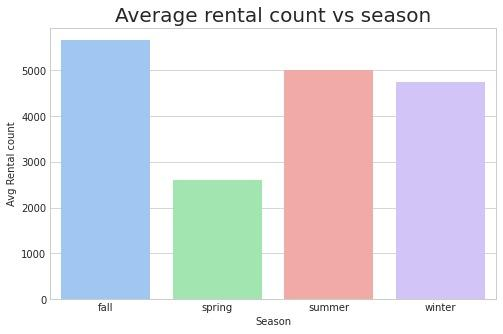 Average rental count vs season
Avg Rental count
5000
4000
3000
2000
1000
0
fall spring summer winter
Season